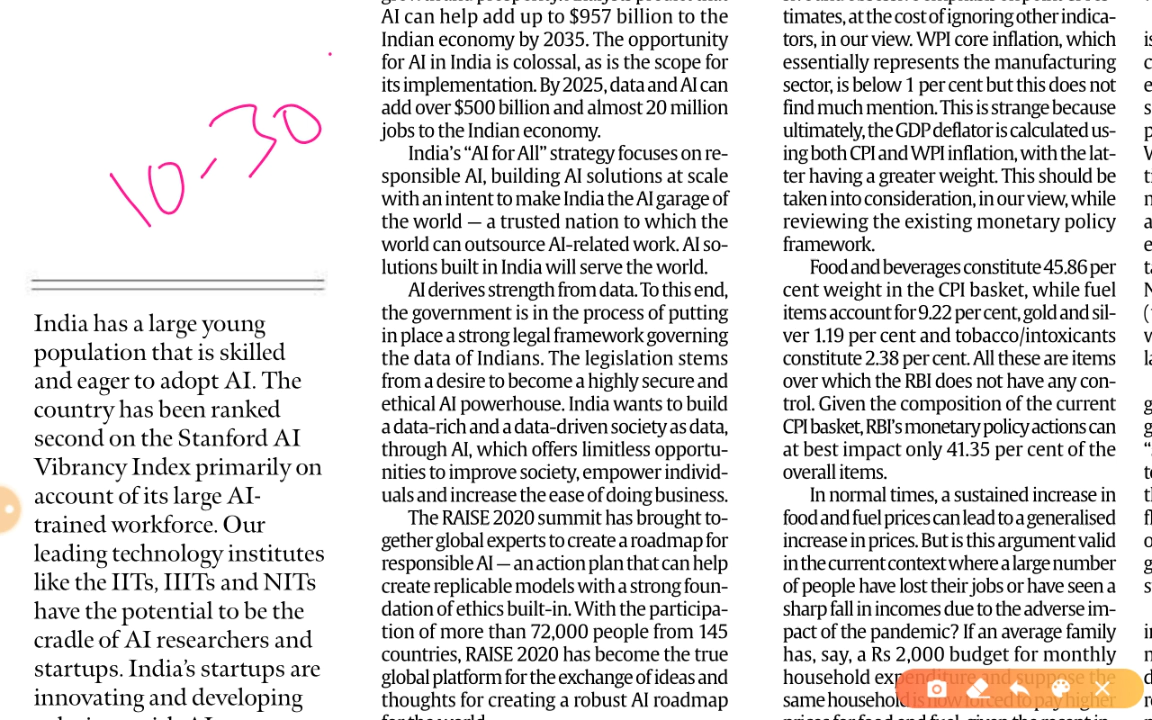 10-30
India has a large young
population that is skilled
and eager to adopt AI. The
country has been ranked
second on the Stanford AI
Vibrancy Index primarily on
account of its large AI-
trained workforce. Our
leading technology institutes
like the IITs, IIITs and NITs
have the potential to be the
cradle of AI researchers and
startups. India's startups are
innovating and developing
AI can help add up to $957 billion to the
Indian economy by 2035. The opportunity
for AI in India is colossal, as is the scope for
its implementation. By 2025, data and AI can
add over $500 billion and almost 20 million
jobs to the Indian economy.
India's “AI for All” strategy focuses on re-
sponsible AI, building AI solutions at scale
with an intent to make India the AI garage of
the world — a trusted nation to which the
world can outsource AI-related work. AI so-
lutions built in India will serve the world.
AI derives strength from data. To this end,
the government is in the process of putting
in place a strong legal framework governing
the data of Indians. The legislation stems
from a desire to become a highly secure and
ethical AI powerhouse. India wants to build
a data-rich and a data-driven society as data,
through AI, which offers limitless opportu-
nities to improve society, empower individ-
uals and increase the ease of doing business.
The RAISE 2020 summit has brought to-
gether global experts to create a roadmap for
responsible AI — an action plan that can help
create replicable models with a strong foun-
dation of ethics built-in. With the participa-
tion of more than 72,000 people from 145
countries, RAISE 2020 has become the true
global platform for the exchange of ideas and
thoughts for creating a robust AI roadmap
for the world.
timates, at the cost of ignoring other indica-
tors, in our view. WPI core inflation, which
essentially represents the manufacturing
sector, is below 1 per cent but this does not
find much mention. This is strange because
ultimately, the GDP deflator is calculated us-
ing both CPI and WPI inflation, with the lat-
ter having a greater weight. This should be
taken into consideration, in our view, while
reviewing the existing monetary policy
framework.
Food and beverages constitute 45.86 per
cent weight in the CPI basket, while fuel
items account for 9.22 per cent, gold and sil-
ver 1.19 per cent and tobacco/intoxicants
constitute 2.38 per cent. All these are items
over which the RBI does not have any con-
trol. Given the composition of the current
CPI basket, RBI's monetary policy actions can
at best impact only 41.35 per cent of the
overall items.
In normal times, a sustained increase in
food and fuel prices can lead to a generalised
increase in prices. But is this argument valid
in the current context where a large number
of people have lost their jobs or have seen a
sharp fall in incomes due to the adverse im-
pact of the pandemic? If an average family
has, say, a Rs 2,000 budget for monthly
household expenditure and suppose the
same household is now forced to pay higher